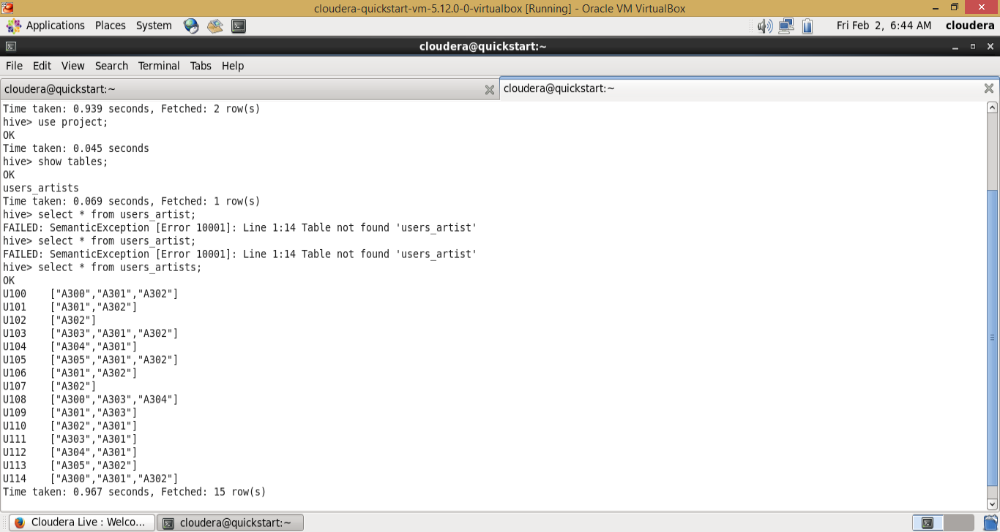 cloudera-quickstart-vm-5.12.0-0-virtualbox [Running] - Oracle VM VirtualBox
Applications Places System Fri Feb 2, 6:44 AM cloudera
cloudera@quickstart:~
File Edit View Search Terminal Tabs Help
cloudera@quickstart:~ cloudera@quickstart:~
Time taken: 0.939 seconds, Fetched: 2 row(s)
hive> use project;
OK
Time taken: 0.045 seconds
hive> show tables;
OK
users_artists
Time taken: 0.069 seconds, Fetched: 1 row(s)
hive> select * from users_artist;
FAILED: SemanticException [Error 10001]: Line 1:14 Table not found 'users_artist'
hive> select * from users_artist;
FAILED: SemanticException [Error 10001]: Line 1:14 Table not found 'users_artist'
hive> select * from users_artists;
OK
U100 ["A300","A301","A302"]
U101 ["A301","A302"]
U102 ["A302"]
U103 ["A303","A301","A302"]
U104 ["A304","A301"]
U105 ["A305","A301","A302"]
U106 ["A301","A302"]
U107 ["A302"]
U108 ["A300","A303","A304"]
U109 ["A301","A303"]
U110 ["A302","A301"]
U111 ["A303","A301"]
U112 ["A304","A301"]
U113 ["A305","A302"]
U114 ["A300","A301","A302"]
Time taken: 0.967 seconds, Fetched: 15 row(s)
Cloudera Live : Welco... cloudera@quickstart:~